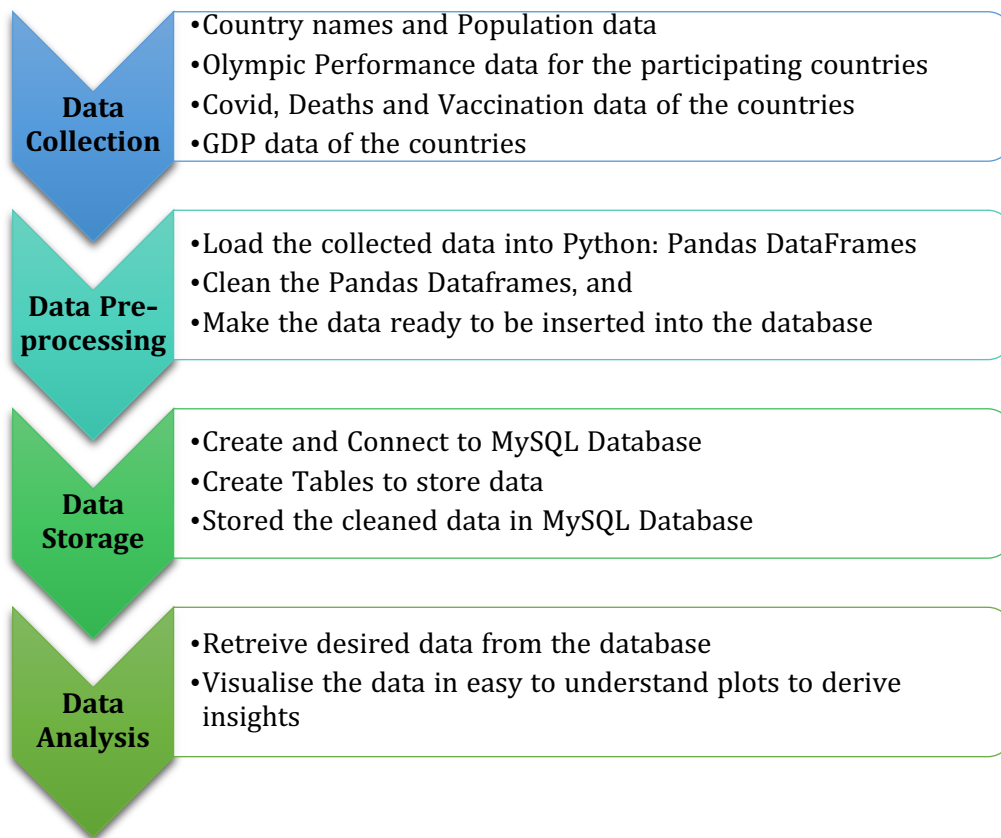 Data
Collection
•Country names and Population data
•Olympic Performance data for the participating countries
•Covid, Deaths and Vaccination data of the countries
•GDP data of the countries
Data Pre-
processing
•Load the collected data into Python: Pandas DataFrames
•Clean the Pandas Dataframes, and
•Make the data ready to be inserted into the database
Data
Storage
•Create and Connect to MySQL Database
•Create Tables to store data
•Stored the cleaned data in MySQL Database
Data
Analysis
•Retreive desired data from the database
•Visualise the data in easy to understand plots to derive
insights